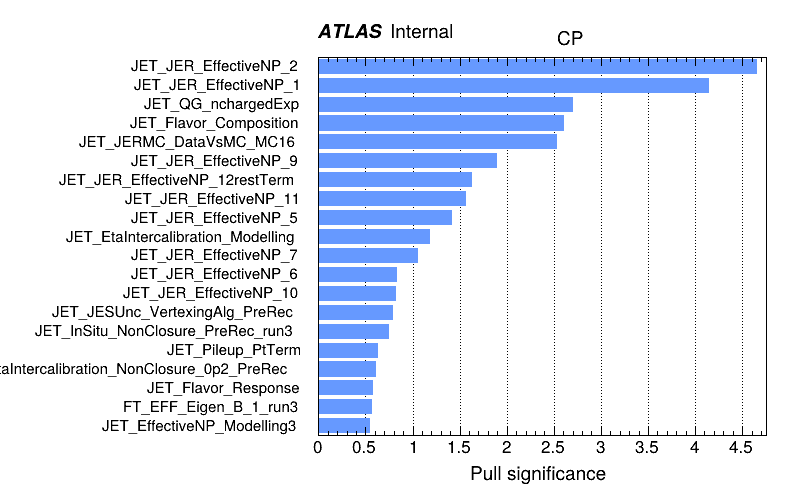 ATLAS Internal
CP
JET_JER_EffectiveNP_2
JET_JER_EffectiveNP_1
JET_QG_nchargedExp
JET_Flavor_Composition
JET_JERMC_DataVsMC_MC16
JET_JER_EffectiveNP_9
JET_JER_EffectiveNP_12restTerm
JET_JER_EffectiveNP_11
JET_JER_EffectiveNP_5
JET_EtaIntercalibration_Modelling
JET_JER_EffectiveNP_7
JET_JER_EffectiveNP_6
JET_JER_EffectiveNP_10
JET_JESUnc_VertexingAlg_PreRec
JET_InSitu_NonClosure_PreRec_run3
JET_Pileup_PtTerm
taIntercalibration_NonClosure_0p2_PreRec
JET_Flavor_Response
FT_EFF_Eigen_B_1_run3
JET_EffectiveNP_Modelling3
0 0.5 1 1.5 2 2.5 3 3.5 4 4.5
Pull significance